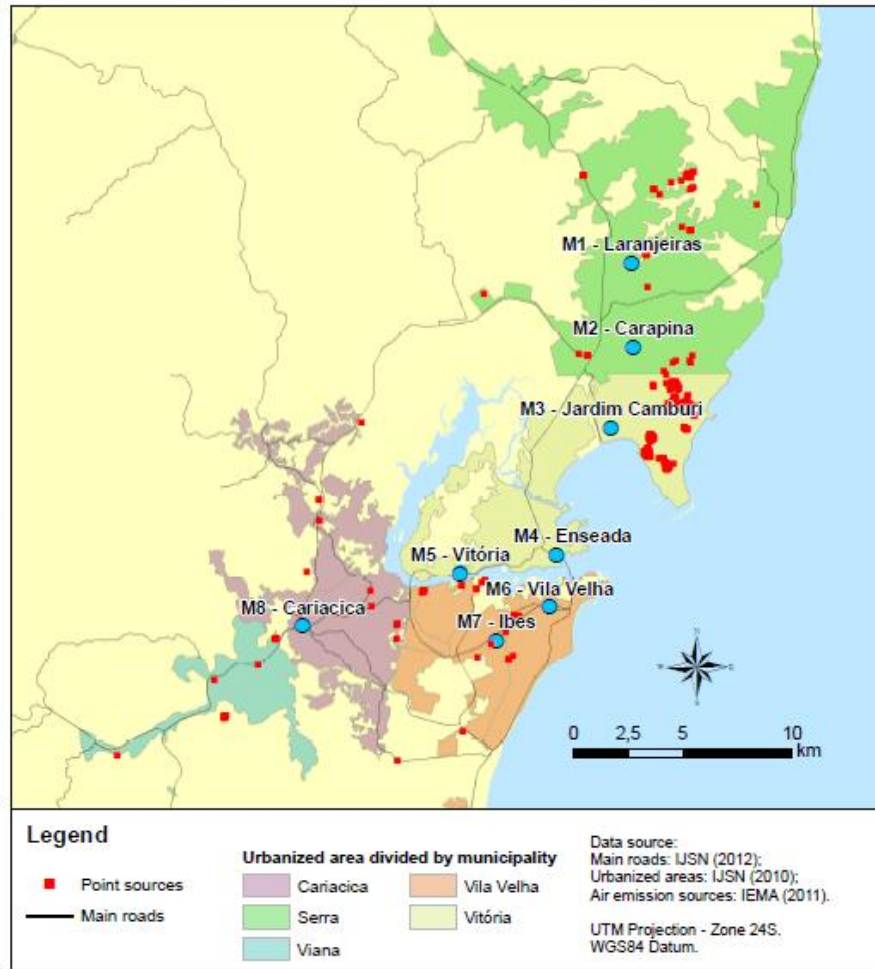 M1 - Laranjeiras
M2 - Carapina
M3 - Jardim Camburi
M4 - Enseada
M5 - Vitória
M6 - Vila Velha
M8 - Cariacica
M7 - Ibes
N
W
E
S
0 2,5 5 10
km
Legend
Point sources
Main roads
Urbanized area divided by municipality
Cariacica
Serra
Viana
Vila Velha
Vitória
Data source:
Main roads: IJSN (2012);
Urbanized areas: IJSN (2010);
Air emission sources: IEMA (2011).
UTM Projection - Zone 24S.
WGS84 Datum.